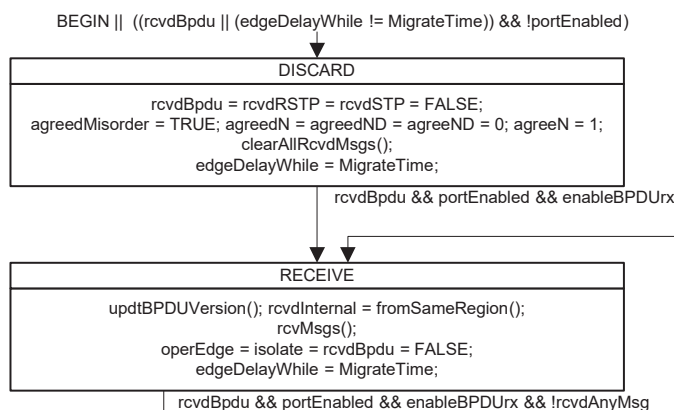 BEGIN || ((rcvdBpdu || (edgeDelayWhile != MigrateTime)) && !portEnabled)
DISCARD
rcvdBpdu = rcvdRSTP = rcvdSTP = FALSE;
agreedMisorder = TRUE; agreedN = agreedND = agreeND = 0; agreeN = 1;
clearAllRcvdMsgs();
edgeDelayWhile = MigrateTime;
rcvdBpdu && portEnabled && enableBPDUrx
RECEIVE
updtBPDUVersion(); rcvdInternal = fromSameRegion();
rcvMsgs();
operEdge = isolate = rcvdBpdu = FALSE;
edgeDelayWhile = MigrateTime;
rcvdBpdu && portEnabled && enableBPDUrx && !rcvdAnyMsg